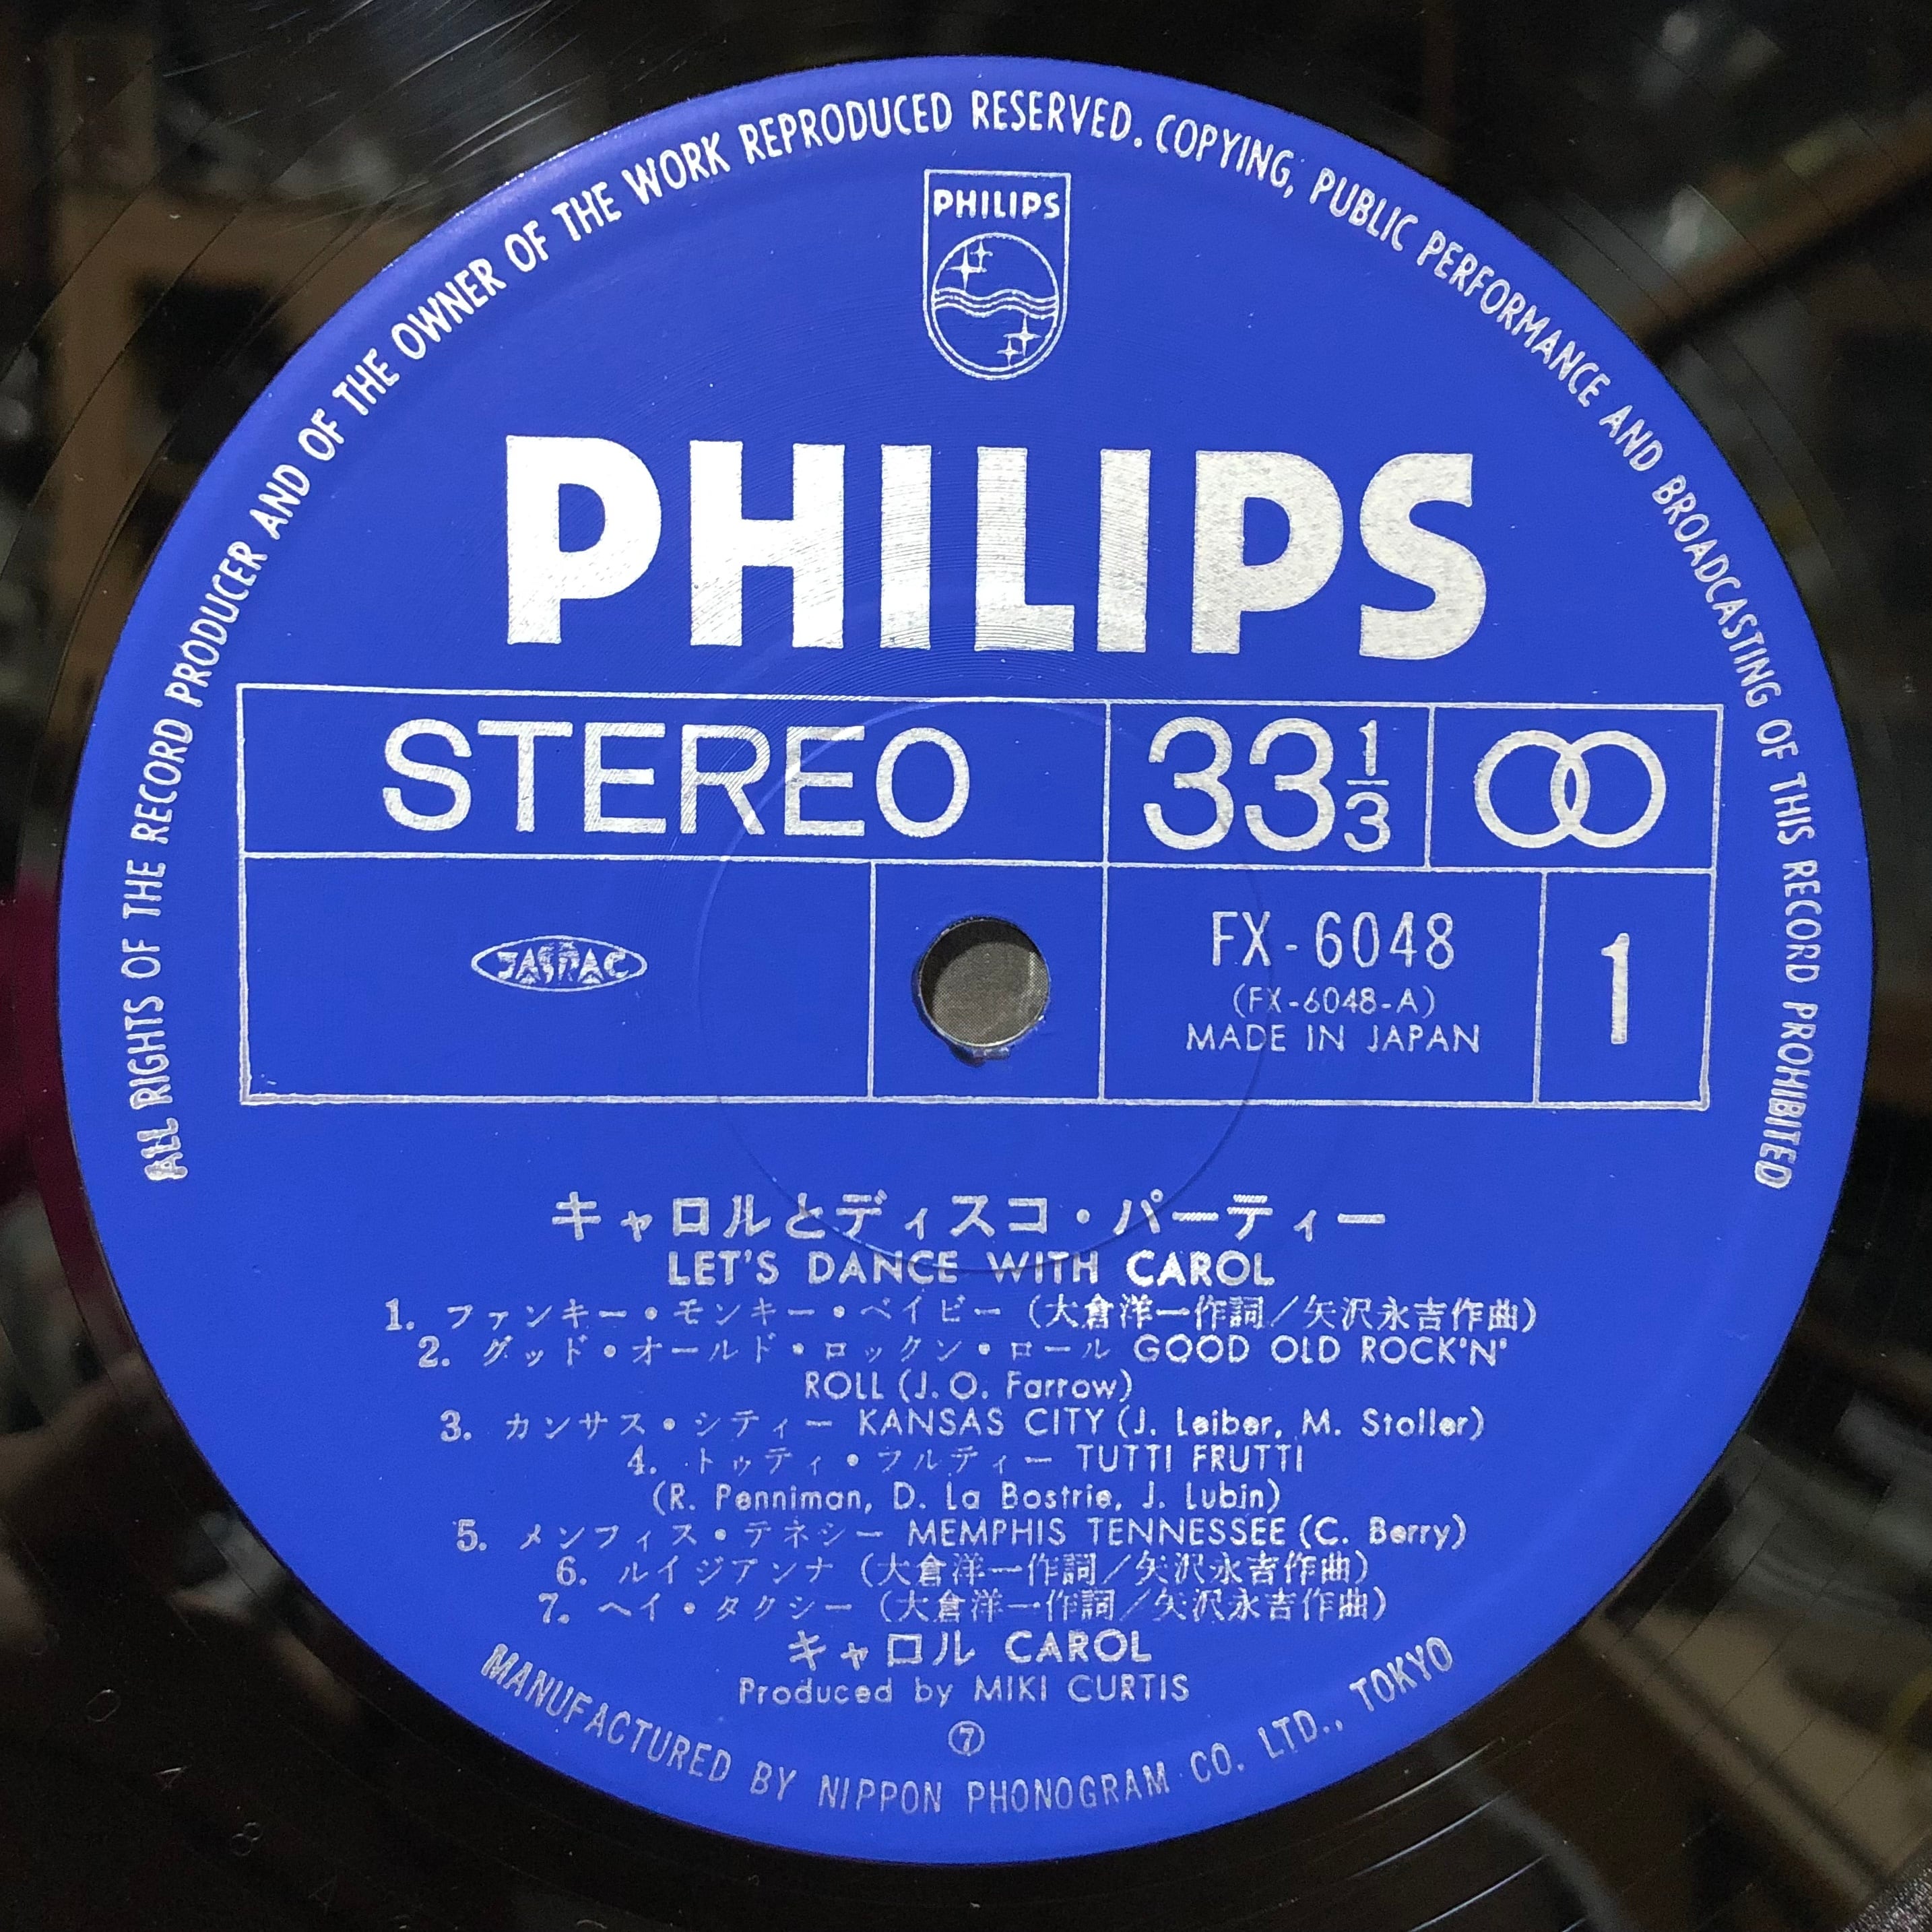 ALL RIGHTS OF THE RECORD PRODUCER AND OF THE OWNER OF THE WORK REPRODUCED RESERVED. COPYING, PUBLIC PERFORMANCE AND BROADCASTING OF THIS RECORD PROHIBITED
PHILIPS
PHILIPS
STEREO 33 1/3
JASRAC
FX-6048
(FX-6048-A)
MADE IN JAPAN
1
キャロルとディスコ・パーティー
LET'S DANCE WITH CAROL
1. ファンキー・モンキー・ベイビー (大倉洋一作詞/矢沢永吉作曲)
2. グッド・オールド・ロックン・ロール GOOD OLD ROCK'N'
ROLL (J. O. Farrow)
3. カンサス・シティー KANSAS CITY (J. Leiber, M. Stoller)
4. トゥティ・フルティー TUTTI FRUTTI
(R. Penniman, D. La Bostrie, J. Lubin)
5. メンフィス・テネシー MEMPHIS TENNESSEE (C. Berry)
6. ルイジアンナ (大倉洋一作詞/矢沢永吉作曲)
7. ヘイ・タクシー (大倉洋一作詞/矢沢永吉作曲)
キャロル CAROL
Produced by MIKI CURTIS
⑦
MANUFACTURED BY NIPPON PHONOGRAM CO. LTD., TOKYO